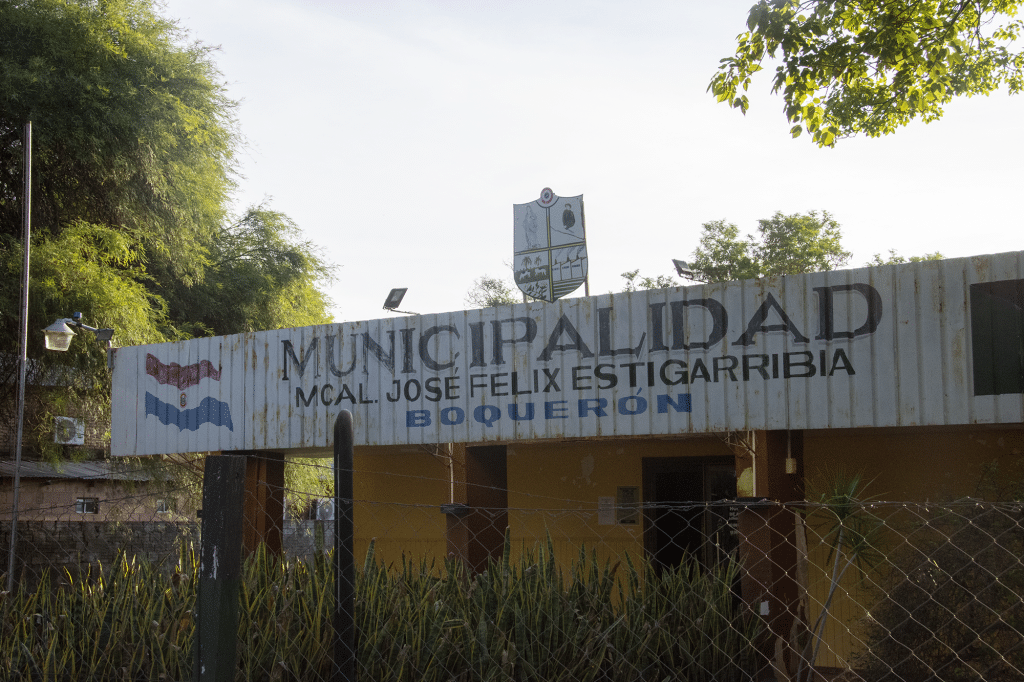 MUNICIPALIDAD
MCAL. JOSÉ FELIX ESTIGARRIBIA
BOQUERÓN